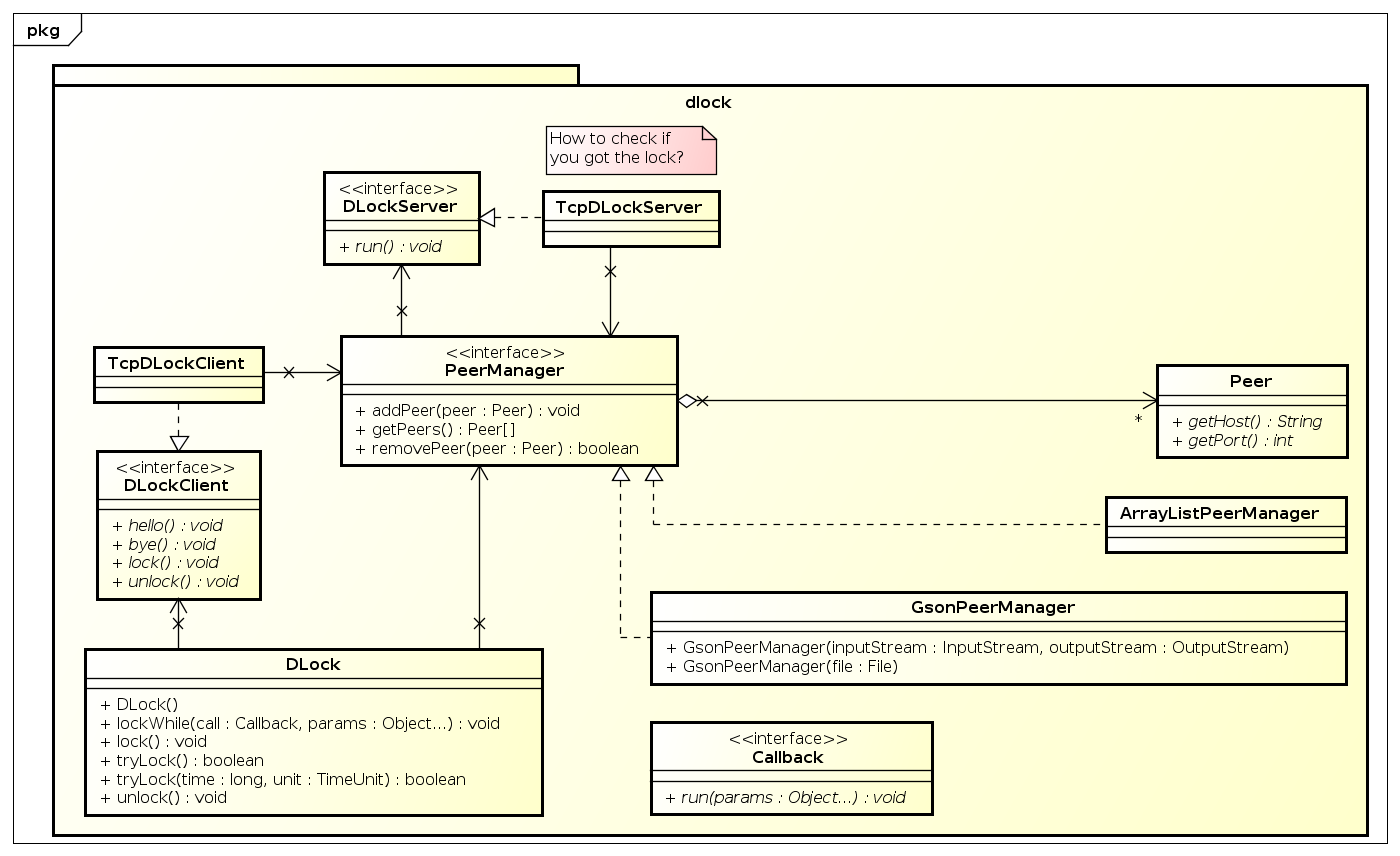 pkg
dlock
How to check if
you got the lock?
<<interface>>
DLockServer
+ run() : void
TcpDLockServer
TcpDLockClient
<<interface>>
PeerManager
+ addPeer(peer : Peer) : void
+ getPeers() : Peer[]
+ removePeer(peer : Peer) : boolean
*
Peer
+ getHost() : String
+ getPort() : int
<<interface>>
DLockClient
+ hello() : void
+ bye() : void
+ lock() : void
+ unlock() : void
ArrayListPeerManager
GsonPeerManager
+ GsonPeerManager(inputStream : InputStream, outputStream : OutputStream)
+ GsonPeerManager(file : File)
DLock
+ DLock()
+ lockWhile(call : Callback, params : Object...) : void
+ lock() : void
+ tryLock() : boolean
+ tryLock(time : long, unit : TimeUnit) : boolean
+ unlock() : void
<<interface>>
Callback
+ run(params : Object...) : void